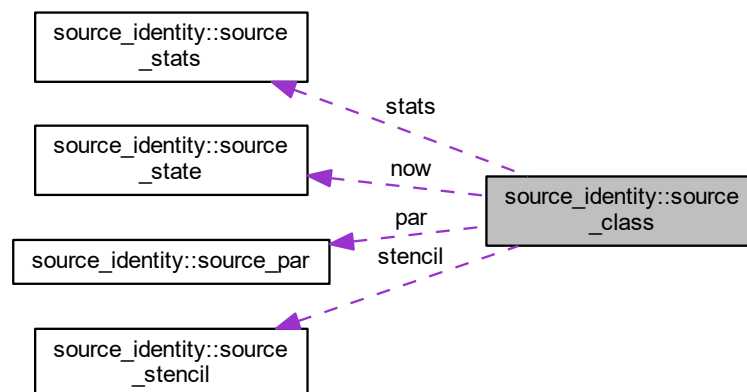 source_identity::source
_stats
stats
source_identity::source
_state
now
source_identity::source
_class
par
source_identity::source_par
stencil
source_identity::source
_stencil